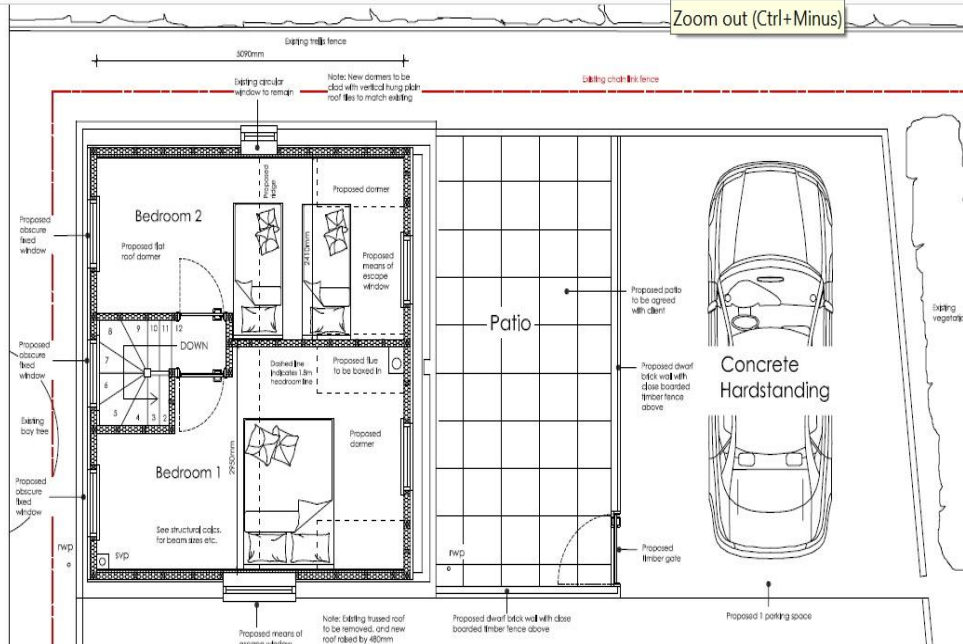 Zoom out (Ctrl+Minus)
Existing trellis fence
5090mm
Existing circular
window to remain
Note: New dormers to be
clad with vertical hung plain
roof tiles to match existing
Existing chain link fence
Proposed
ridge
Proposed dormer
Bedroom 2
Proposed flat
roof dormer
2410mm
Proposed
means of
escape
window
Proposed
obscure
fixed
window
Proposed patio
to be agreed
with client
Existing
Patio
8
9
10
11
12
DOWN
7
6
5
4
3
2
Proposed
obscure
fixed
window
Dashed line
indicates 1.5m
headroom line
Proposed flue
to be boxed in
Proposed dwarf
brick wall with
close boarded
timber fence
above
Concrete
Hardstanding
Existing
bay tree
Proposed
dormer
2950mm
Bedroom 1
Proposed
obscure
fixed
window
See structural calcs.
for beam sizes etc.
svp
rwp
rwp
Proposed
timber gate
Proposed means of
escape window
Note: Existing trussed roof
to be removed, and new
roof raised by 480mm
Proposed dwarf brick wall with close
boarded timber fence above
Proposed 1 parking space